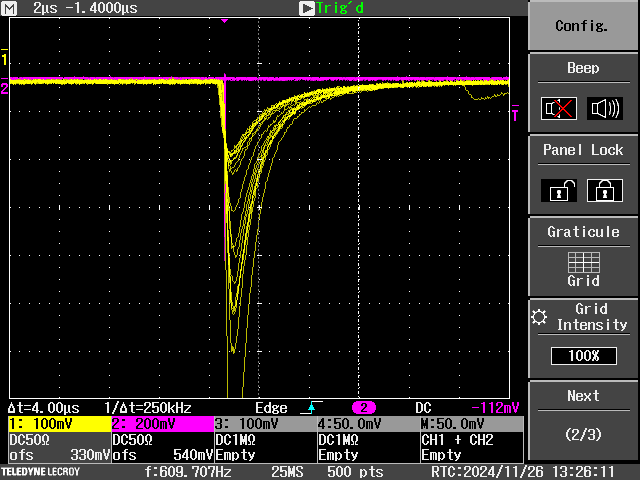 M 2µs -1.4000µs Trig'd
Config.
1
2
T
Beep
Panel Lock
Graticule
Grid
Grid
Intensity
100%
Next
(2/3)
Δt=4.00µs 1/Δt=250kHz Edge 2 DC -112mV
1: 100mV 2: 200mV 3: 100mV 4:50.0mV M:50.0mV
DC50Ω DC50Ω DC1MΩ DC1MΩ CH1 + CH2
ofs 330mV ofs 540mV Empty Empty Empty
TELEDYNE LECROY f:609.707Hz 25MS 500 pts RTC:2024/11/26 13:26:11